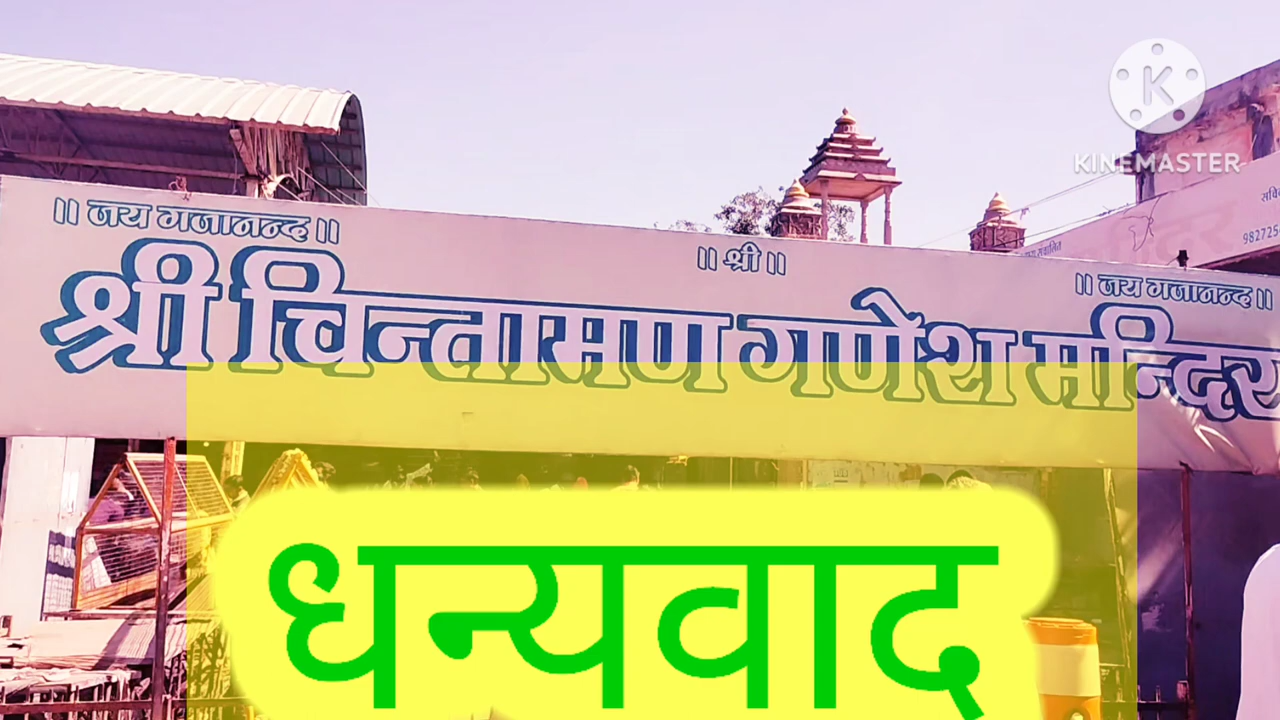 KINEMASTER
॥ जय गजानन्द ॥
॥ श्री ॥
॥ जय गजानन्द ॥
श्री चिन्तामण गणेश मन्दिर
धन्यवाद